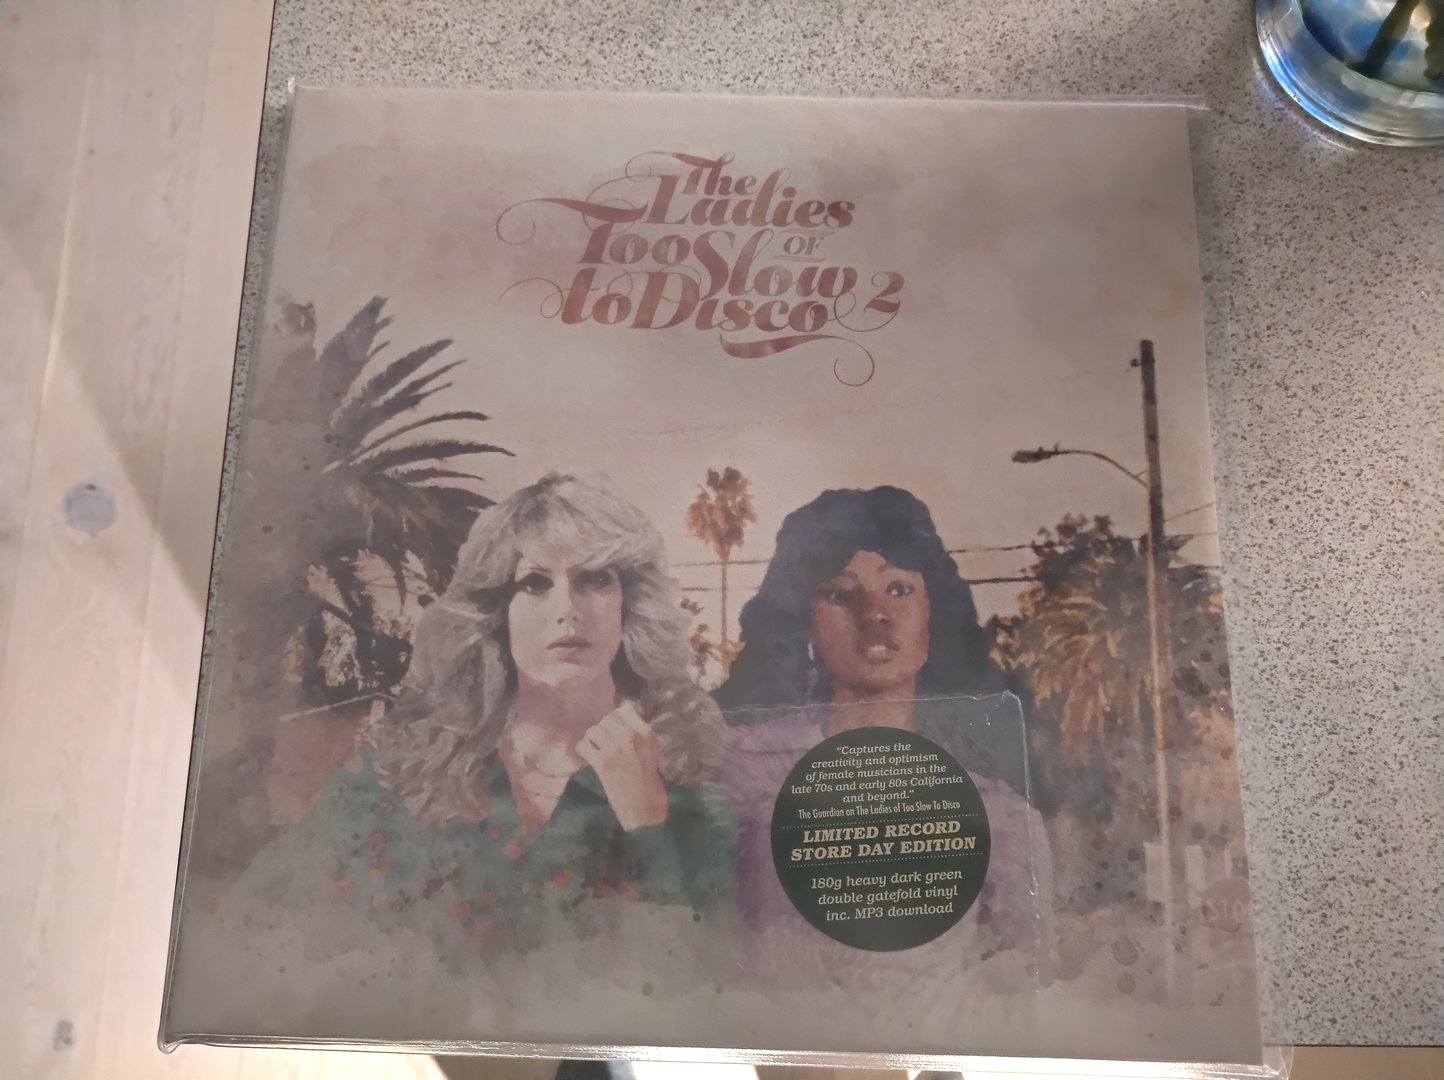 The
Ladies
OF
Too Slow
to Disco 2
"Captures the
creativity and optimism
of female musicians in the
late 70s and early 80s California
and beyond."
The Guardian on The Ladies of Too Slow To Disco
LIMITED RECORD
STORE DAY EDITION
180g heavy dark green
double gatefold vinyl
inc. MP3 download